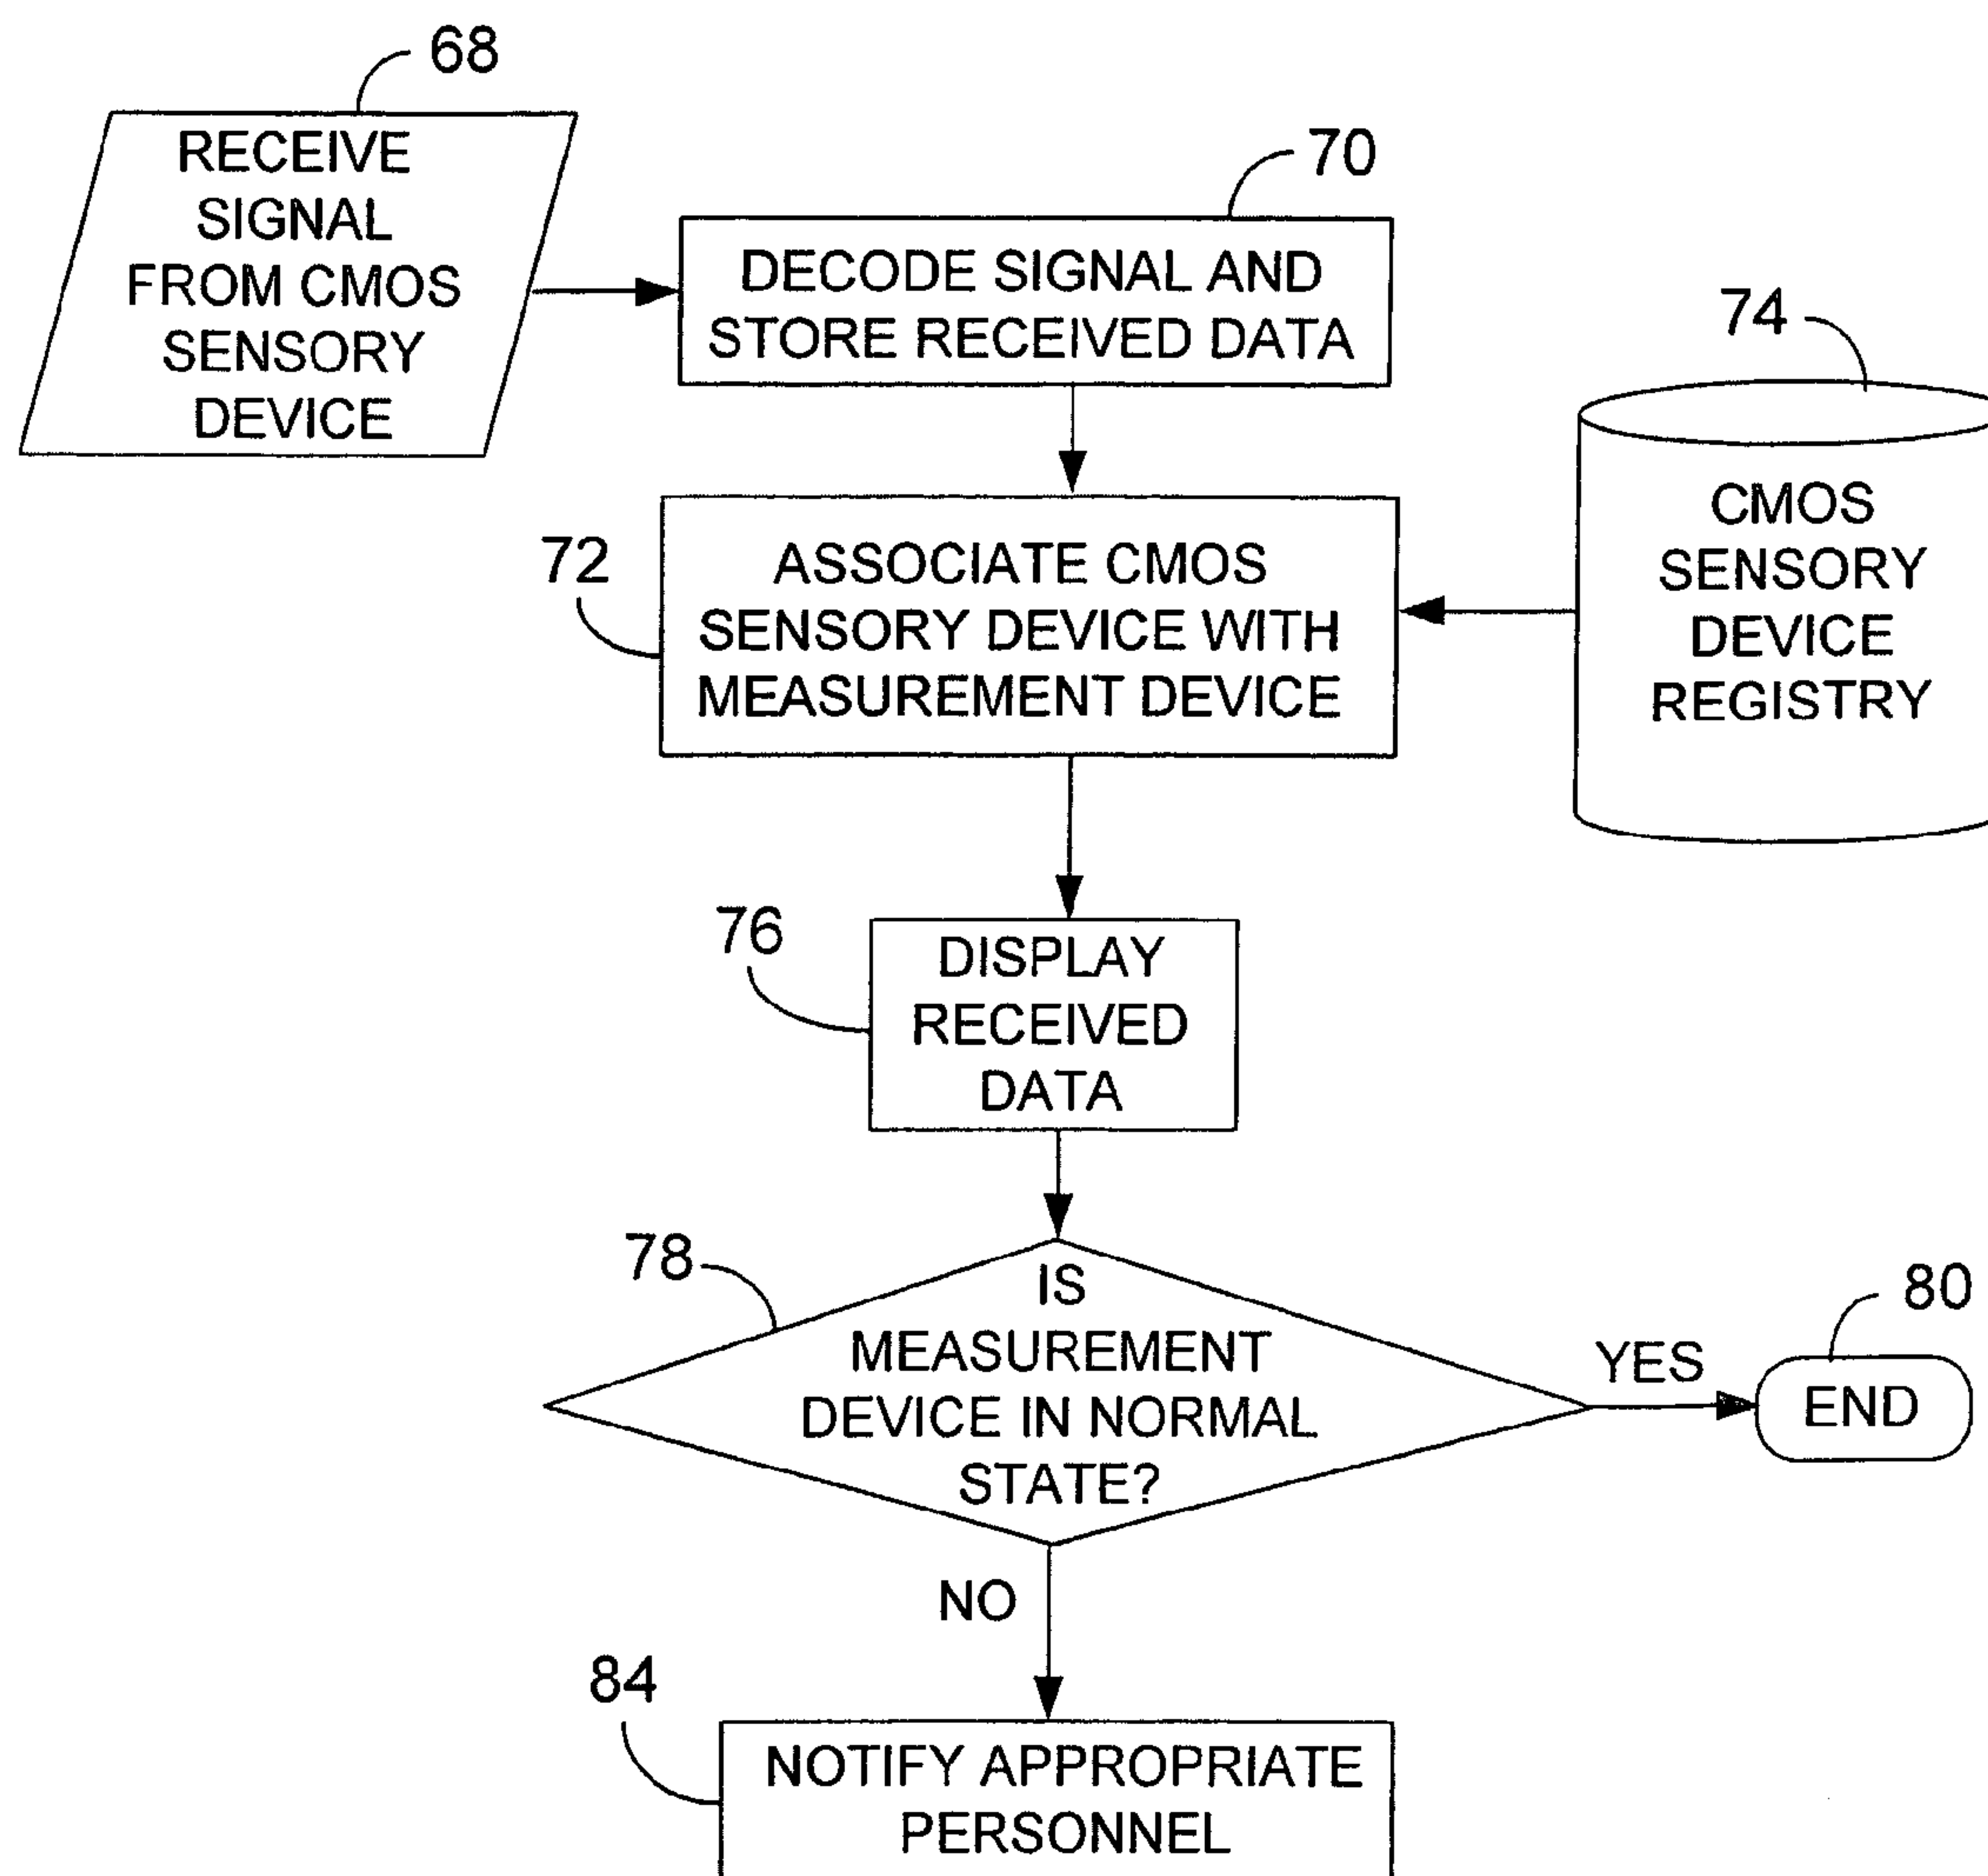 68
RECEIVE
SIGNAL
FROM CMOS
SENSORY
DEVICE
70
DECODE SIGNAL AND
STORE RECEIVED DATA
74
CMOS
SENSORY
DEVICE
REGISTRY
72
ASSOCIATE CMOS
SENSORY DEVICE WITH
MEASUREMENT DEVICE
76
DISPLAY
RECEIVED
DATA
78
IS
MEASUREMENT
DEVICE IN NORMAL
STATE?
YES
80
END
NO
84
NOTIFY APPROPRIATE
PERSONNEL